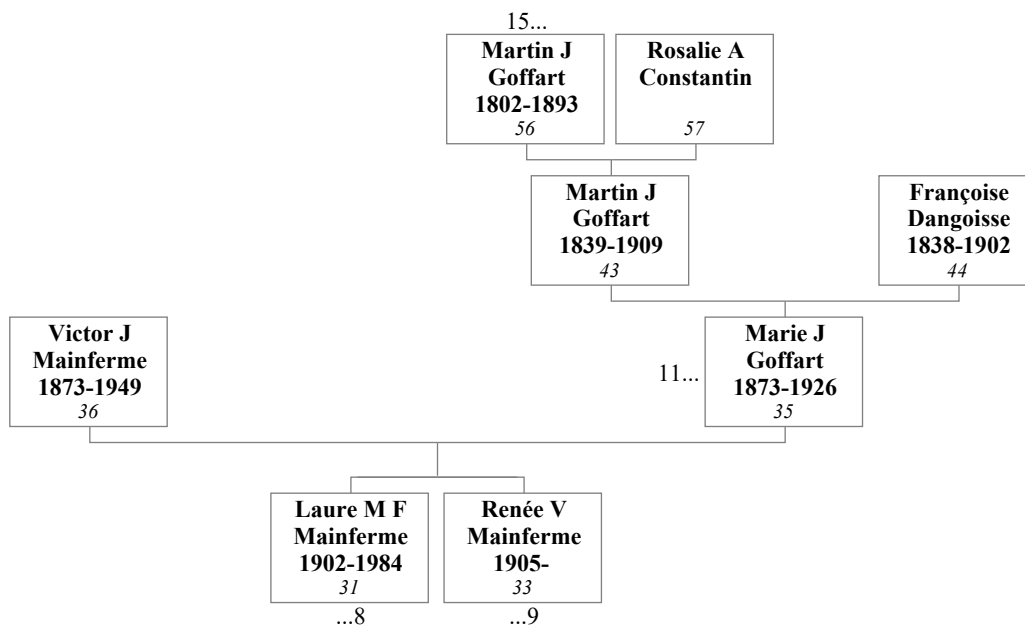 15...
Martin J
Goffart
1802-1893
56
Rosalie A
Constantin
57
Martin J
Goffart
1839-1909
43
Françoise
Dangoisse
1838-1902
44
Victor J
Mainferme
1873-1949
36
11...
Marie J
Goffart
1873-1926
35
Laure M F
Mainferme
1902-1984
31
...8
Renée V
Mainferme
1905-
33
...9